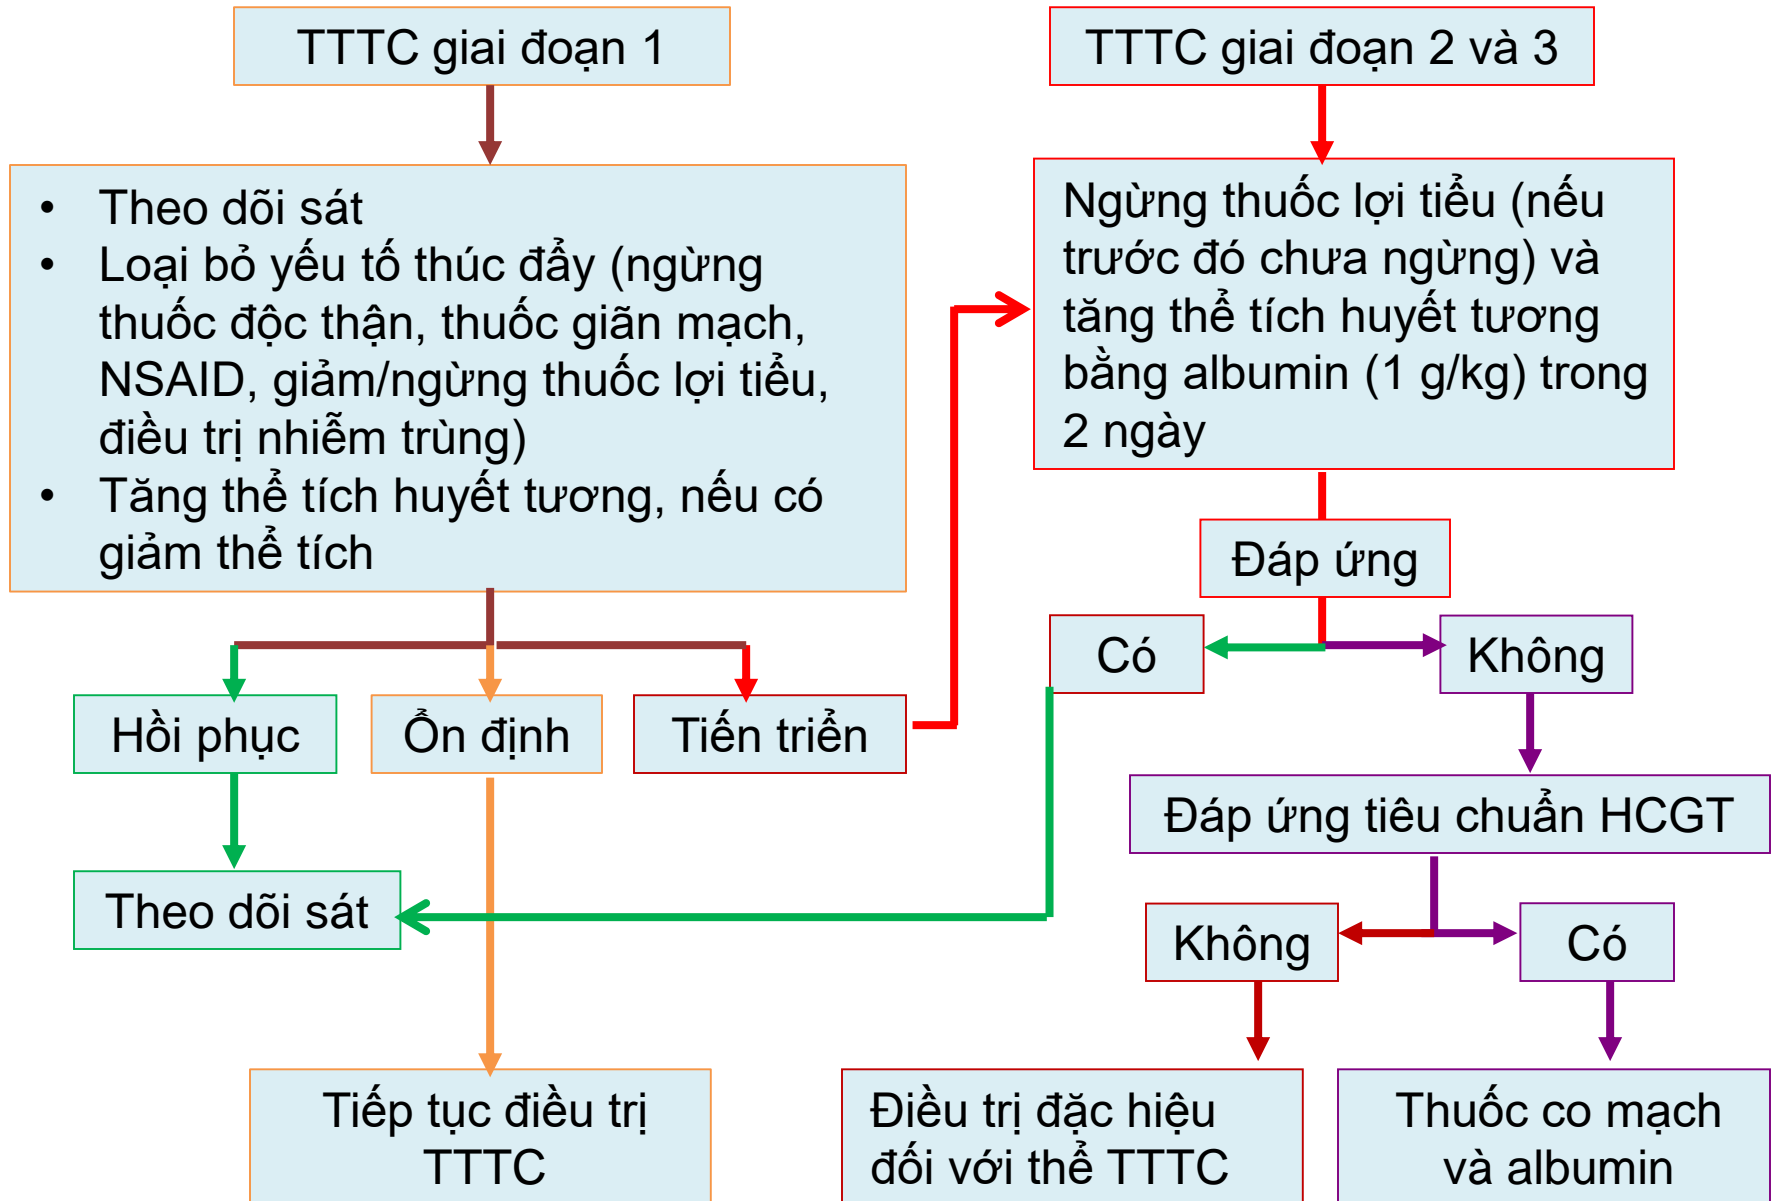 TTTC giai đoạn 1
TTTC giai đoạn 2 và 3
• Theo dõi sát
• Loại bỏ yếu tố thúc đẩy (ngừng
thuốc độc thận, thuốc giãn mạch,
NSAID, giảm/ngừng thuốc lợi tiểu,
điều trị nhiễm trùng)
• Tăng thể tích huyết tương, nếu có
giảm thể tích
Ngừng thuốc lợi tiểu (nếu
trước đó chưa ngừng) và
tăng thể tích huyết tương
bằng albumin (1 g/kg) trong
2 ngày
Đáp ứng
Có
Không
Hồi phục
Ổn định
Tiến triển
Đáp ứng tiêu chuẩn HCGT
Theo dõi sát
Không
Có
Tiếp tục điều trị
TTTC
Điều trị đặc hiệu
đối với thể TTTC
Thuốc co mạch
và albumin